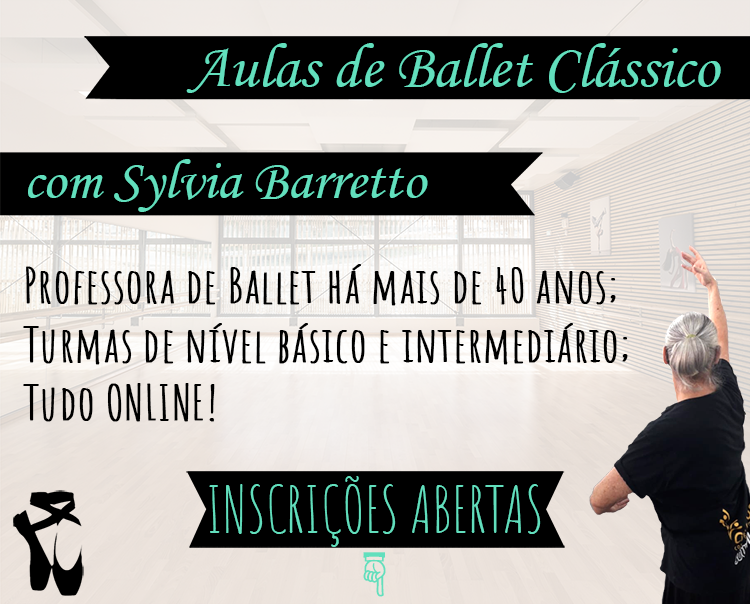 Aulas de Ballet Clássico
com Sylvia Barretto
Professora de Ballet há mais de 40 anos;
Turmas de nível básico e intermediário;
Tudo ONLINE!
INSCRIÇÕES ABERTAS